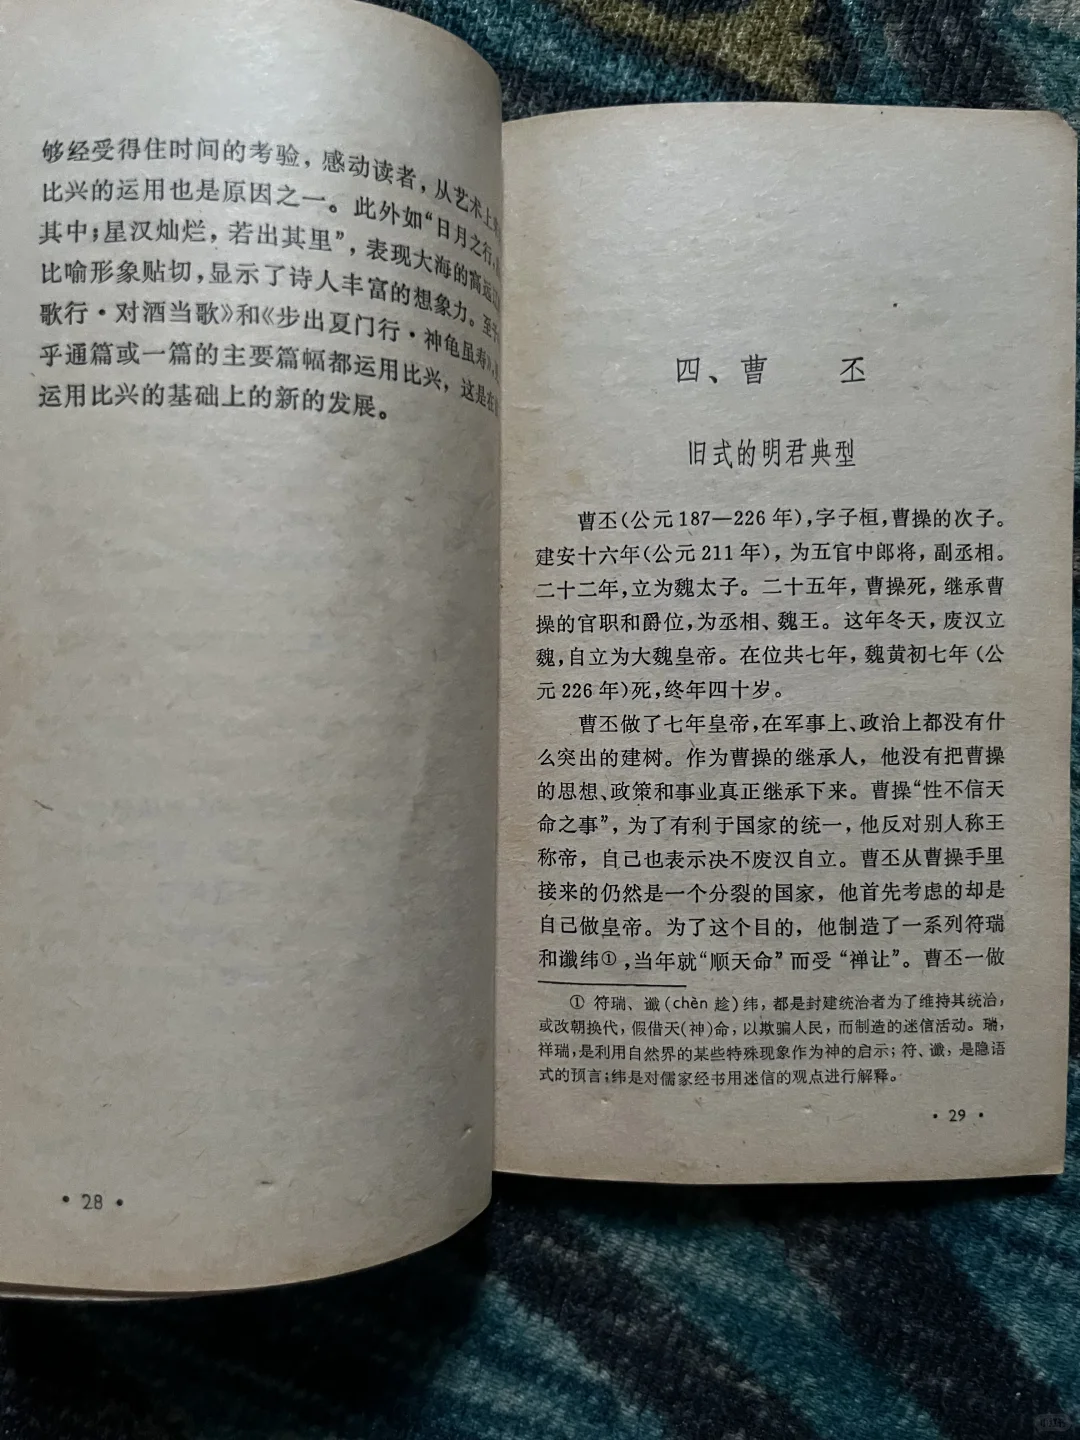 够经受得住时间的考验，感动读者，从艺术上
比兴的运用也是原因之一。此外如“日月之行，
其中；星汉灿烂，若出其里”，表现大海的高远
比喻形象贴切，显示了诗人丰富的想象力。至于
歌行·对酒当歌》和《步出夏门行·神龟虽寿》，
乎通篇或一篇的主要篇幅都运用比兴，这是在
运用比兴的基础上的新的发展。
• 28 •
四、曹　丕
旧式的明君典型
曹丕（公元187—226年），字子桓，曹操的次子。
建安十六年（公元211年），为五官中郎将，副丞相。
二十二年，立为魏太子。二十五年，曹操死，继承曹
操的官职和爵位，为丞相、魏王。这年冬天，废汉立
魏，自立为大魏皇帝。在位共七年，魏黄初七年（公
元226年）死，终年四十岁。
曹丕做了七年皇帝，在军事上、政治上都没有什
么突出的建树。作为曹操的继承人，他没有把曹操
的思想、政策和事业真正继承下来。曹操“性不信天
命之事”，为了有利于国家的统一，他反对别人称王
称帝，自己也表示决不废汉自立。曹丕从曹操手里
接来的仍然是一个分裂的国家，他首先考虑的却是
自己做皇帝。为了这个目的，他制造了一系列符瑞
和谶纬①，当年就“顺天命”而受“禅让”。曹丕一做
① 符瑞、谶（chèn 趁）纬，都是封建统治者为了维持其统治，
或改朝换代，假借天（神）命，以欺骗人民，而制造的迷信活动。瑞，
祥瑞，是利用自然界的某些特殊现象作为神的启示；符、谶，是隐语
式的预言；纬是对儒家经书用迷信的观点进行解释。
• 29 •